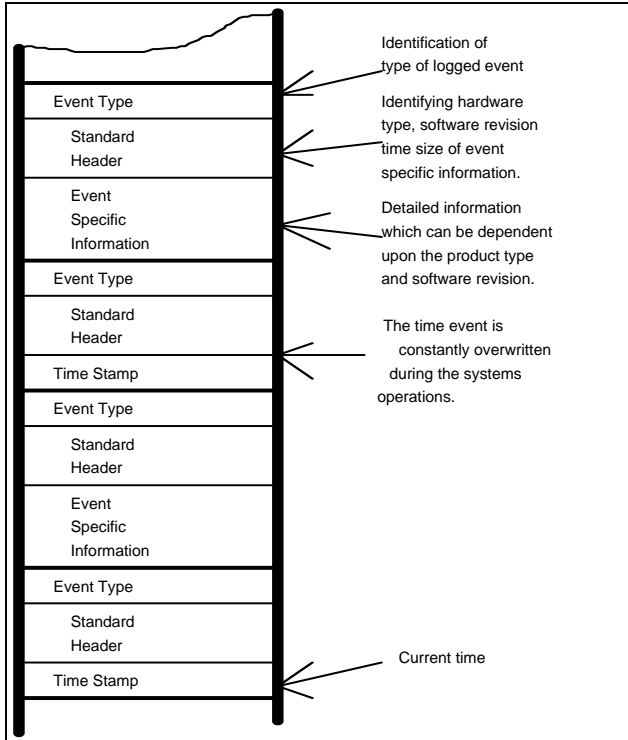 Identification of
type of logged event
Event Type
Identifying hardware
type, software revision
time size of event
specific information.
Standard
Header
Event
Specific
Information
Detailed information
which can be dependent
upon the product type
and software revision.
Event Type
Standard
Header
The time event is
constantly overwritten
during the systems
operations.
Time Stamp
Event Type
Standard
Header
Event
Specific
Information
Event Type
Standard
Header
Current time
Time Stamp